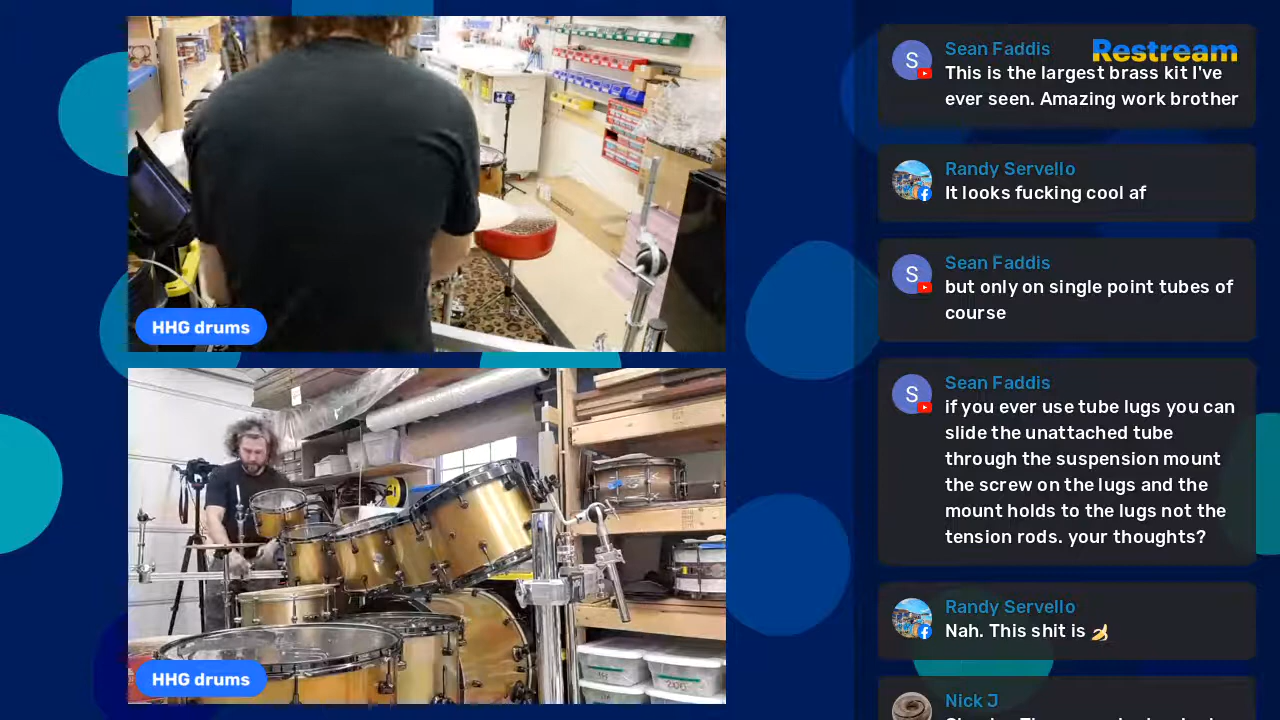 Restream
Sean Faddis
This is the largest brass kit I've
ever seen. Amazing work brother
Randy Servello
It looks fucking cool af
Sean Faddis
but only on single point tubes of
course
Sean Faddis
if you ever use tube lugs you can
slide the unattached tube
through the suspension mount
the screw on the lugs and the
mount holds to the lugs not the
tension rods. your thoughts?
Randy Servello
Nah. This shit is 🍌
Nick J
HHG drums
HHG drums
S
S
S